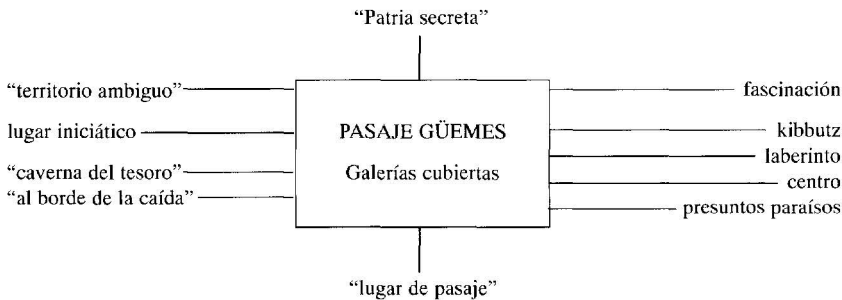 “Patria secreta”
“territorio ambiguo”
fascinación
lugar iniciático
PASAJE GÜEMES
kibbutz
laberinto
“caverna del tesoro”
Galerías cubiertas
centro
“al borde de la caída”
presuntos paraísos
“lugar de pasaje”